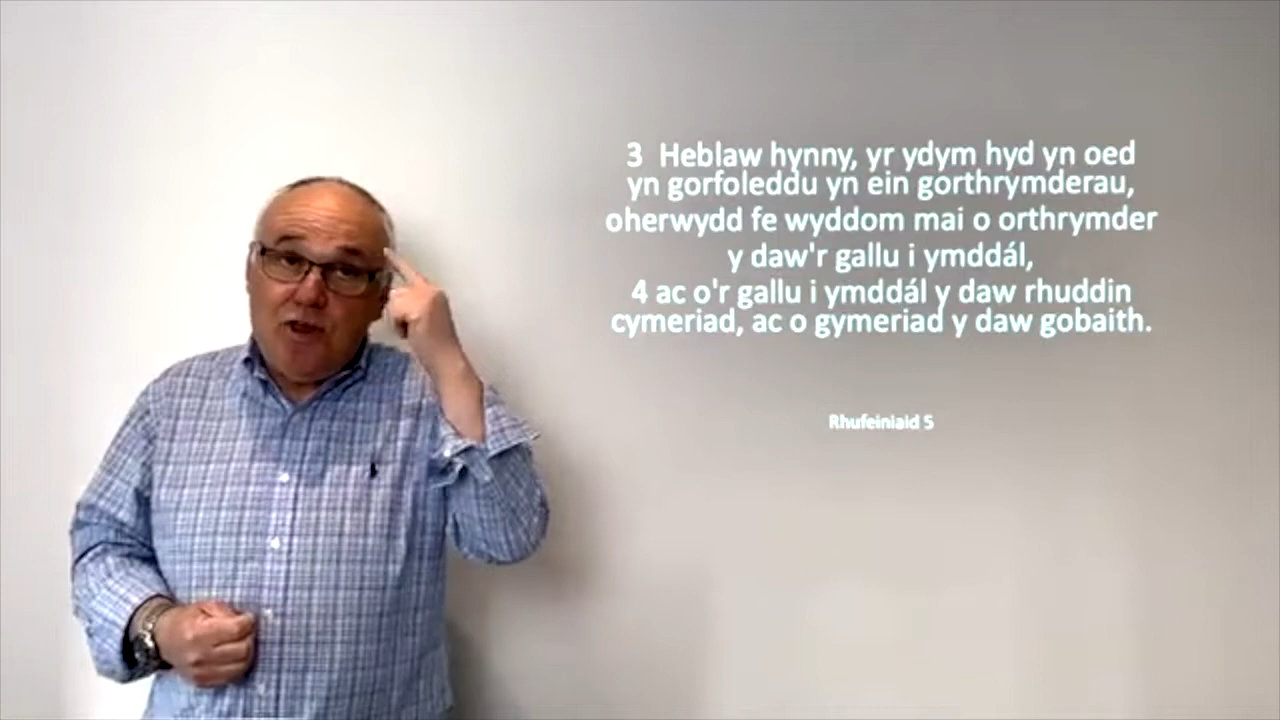 3 Heblaw hynny, yr ydym hyd yn oed
yn gorfoleddu yn ein gorthrymderau,
oherwydd fe wyddom mai o orthrymder
y daw'r gallu i ymddál,
4 ac o'r gallu i ymddál y daw rhuddin
cymeriad, ac o gymeriad y daw gobaith.
Rhufeiniaid 5